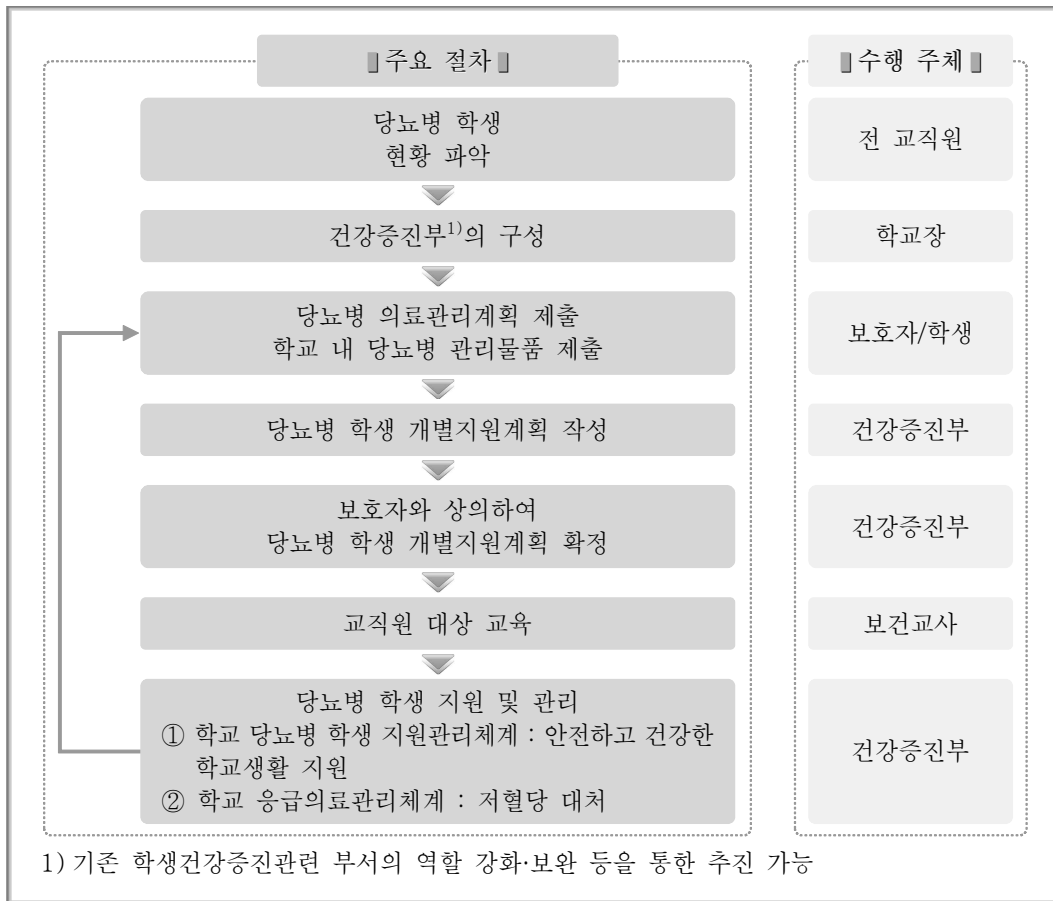 주요 절차
수행 주체
당뇨병 학생
현황 파악
전 교직원
건강증진부1)의 구성
학교장
당뇨병 의료관리계획 제출
학교 내 당뇨병 관리물품 제출
보호자/학생
당뇨병 학생 개별지원계획 작성
건강증진부
보호자와 상의하여
당뇨병 학생 개별지원계획 확정
건강증진부
교직원 대상 교육
보건교사
당뇨병 학생 지원 및 관리
① 학교 당뇨병 학생 지원관리체계 : 안전하고 건강한
학교생활 지원
② 학교 응급의료관리체계 : 저혈당 대처
건강증진부
1) 기존 학생건강증진관련 부서의 역할 강화·보완 등을 통한 추진 가능